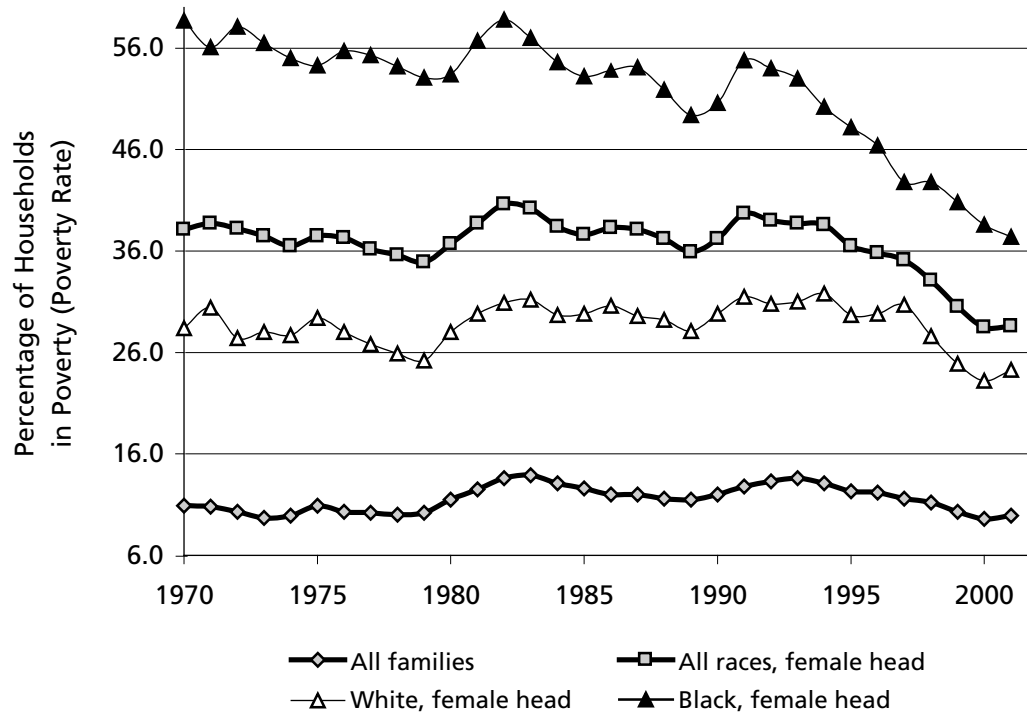 Percentage of Households
in Poverty (Poverty Rate)
56.0
46.0
36.0
26.0
16.0
6.0
1970 1975 1980 1985 1990 1995 2000
All families All races, female head
White, female head Black, female head